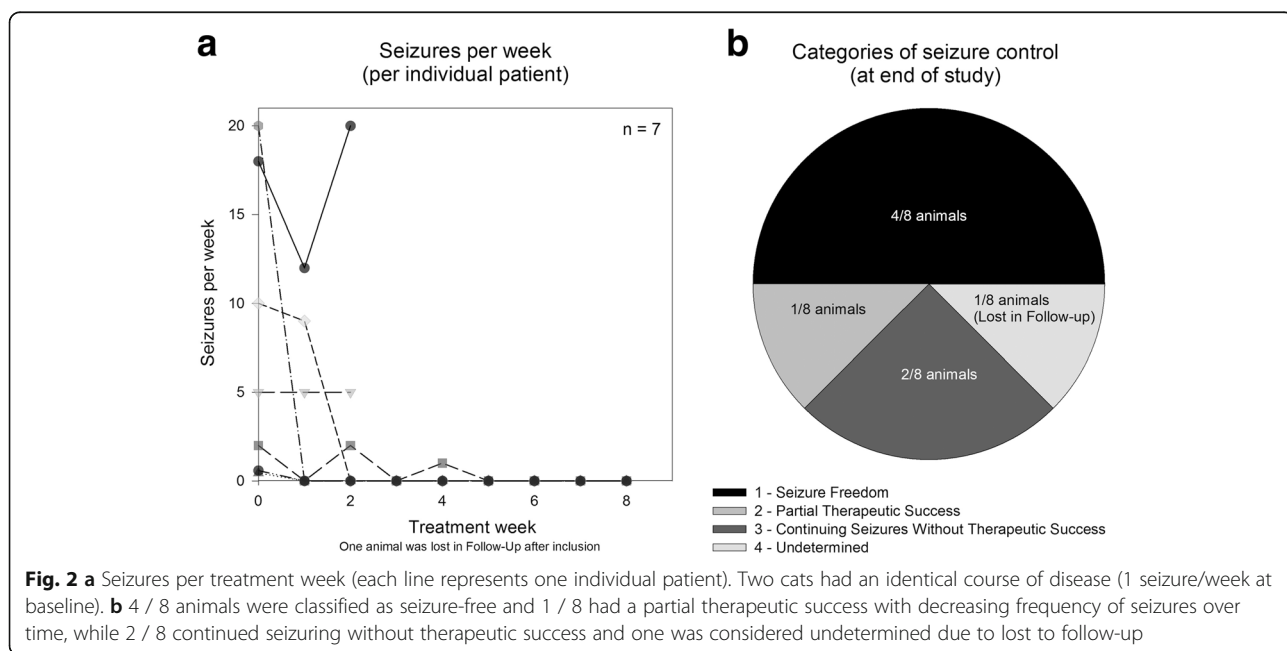 a
Seizures per week
(per individual patient)
n = 7
Seizures per week
20
15
10
5
0
0 2 4 6 8
Treatment week
One animal was lost in Follow-Up after inclusion
b
Categories of seizure control
(at end of study)
4/8 animals
1/8 animals
1/8 animals
(Lost in Follow-up)
2/8 animals
1 - Seizure Freedom
2 - Partial Therapeutic Success
3 - Continuing Seizures Without Therapeutic Success
4 - Undetermined
Fig. 2 a Seizures per treatment week (each line represents one individual patient). Two cats had an identical course of disease (1 seizure/week at
baseline). b 4 / 8 animals were classified as seizure-free and 1 / 8 had a partial therapeutic success with decreasing frequency of seizures over
time, while 2 / 8 continued seizuring without therapeutic success and one was considered undetermined due to lost to follow-up